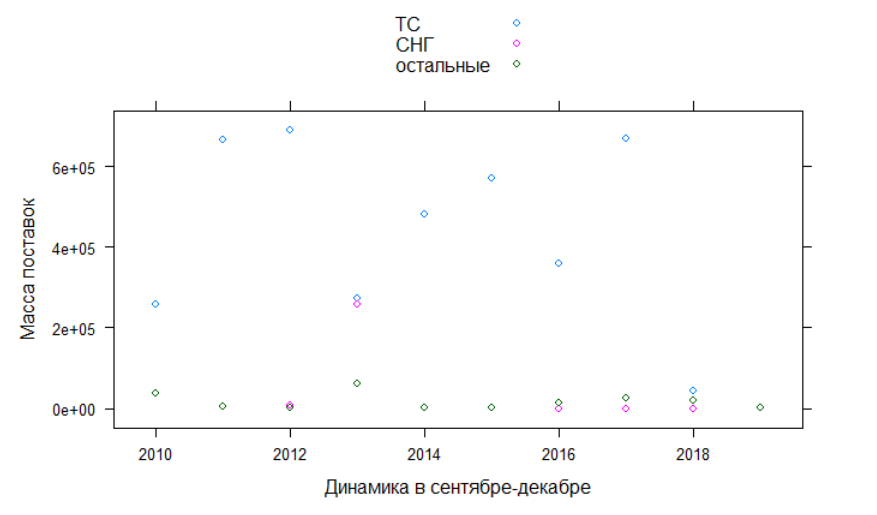 ТС
СНГ
остальные
6e+05
4e+05
2e+05
0e+00
Масса поставок
2010 2012 2014 2016 2018
Динамика в сентябре-декабре